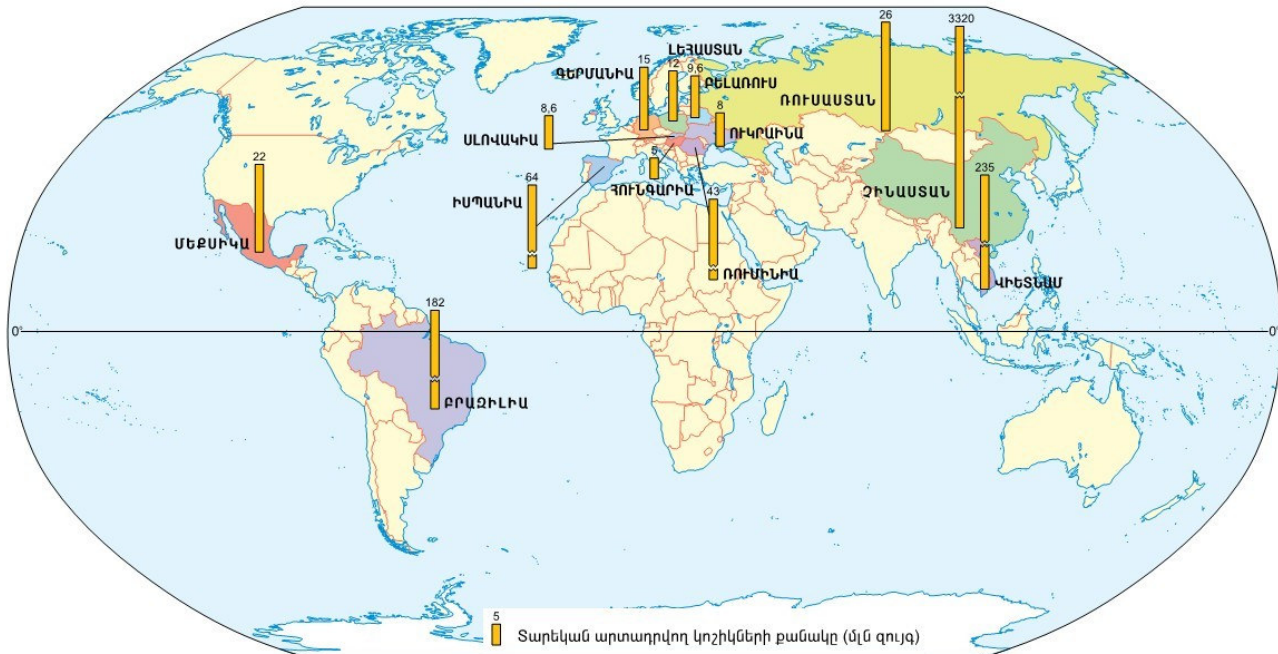 26
3320
ԼԵՀԱՍՏԱՆ
15
12
9,6
ԳԵՐՄԱՆԻԱ
ԲԵԼԱՌՈՒՍ
ՌՈՒՍԱՍՏԱՆ
8,6
8
ՍԼՈՎԱԿԻԱ
ՈՒԿՐԱԻՆԱ
22
5
235
64
ՀՈՒՆԳԱՐԻԱ
43
ՉԻՆԱՍՏԱՆ
ԻՍՊԱՆԻԱ
ՄԵՔՍԻԿԱ
ՌՈՒՄԻՆԻԱ
ՎԻԵՏՆԱՄ
182
0°
0°
ԲՐԱԶԻԼԻԱ
5
Տարեկան արտադրվող կոշիկների քանակը (մլն զույգ)